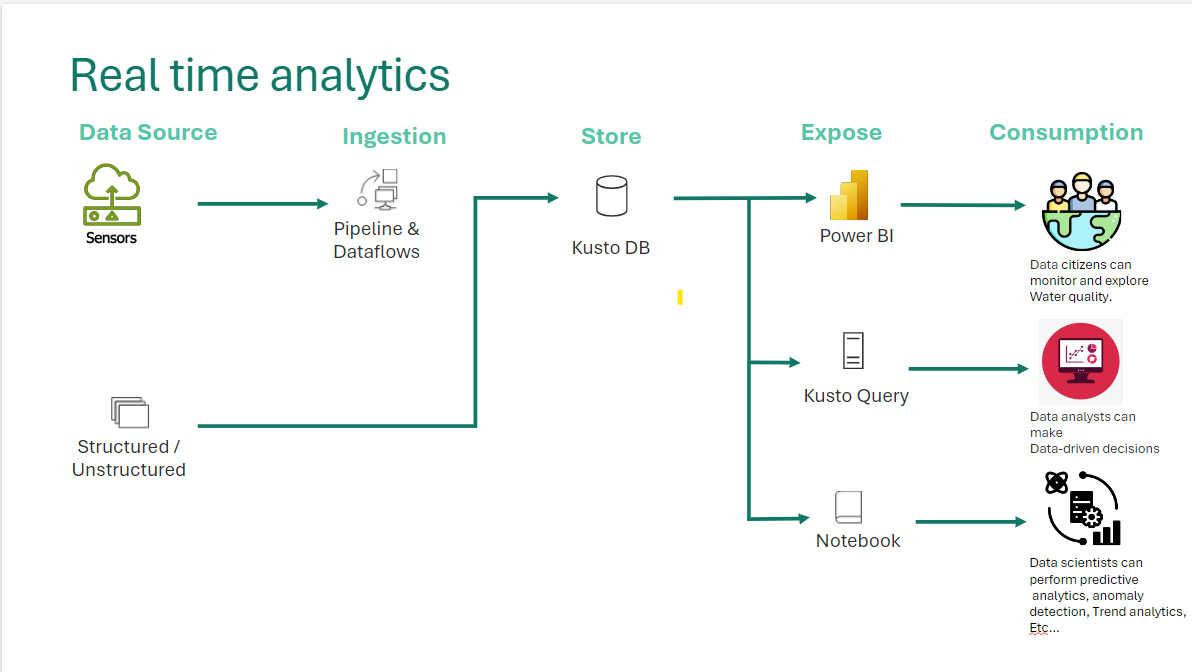 Real time analytics
Data Source
Ingestion
Store
Expose
Consumption
Sensors
Pipeline &
Dataflows
Kusto DB
Power BI
Data citizens can
monitor and explore
Water quality.
Structured /
Unstructured
Kusto Query
Data analysts can
make
Data-driven decisions
Notebook
Data scientists can
perform predictive
analytics, anomaly
detection, Trend analytics,
Etc...